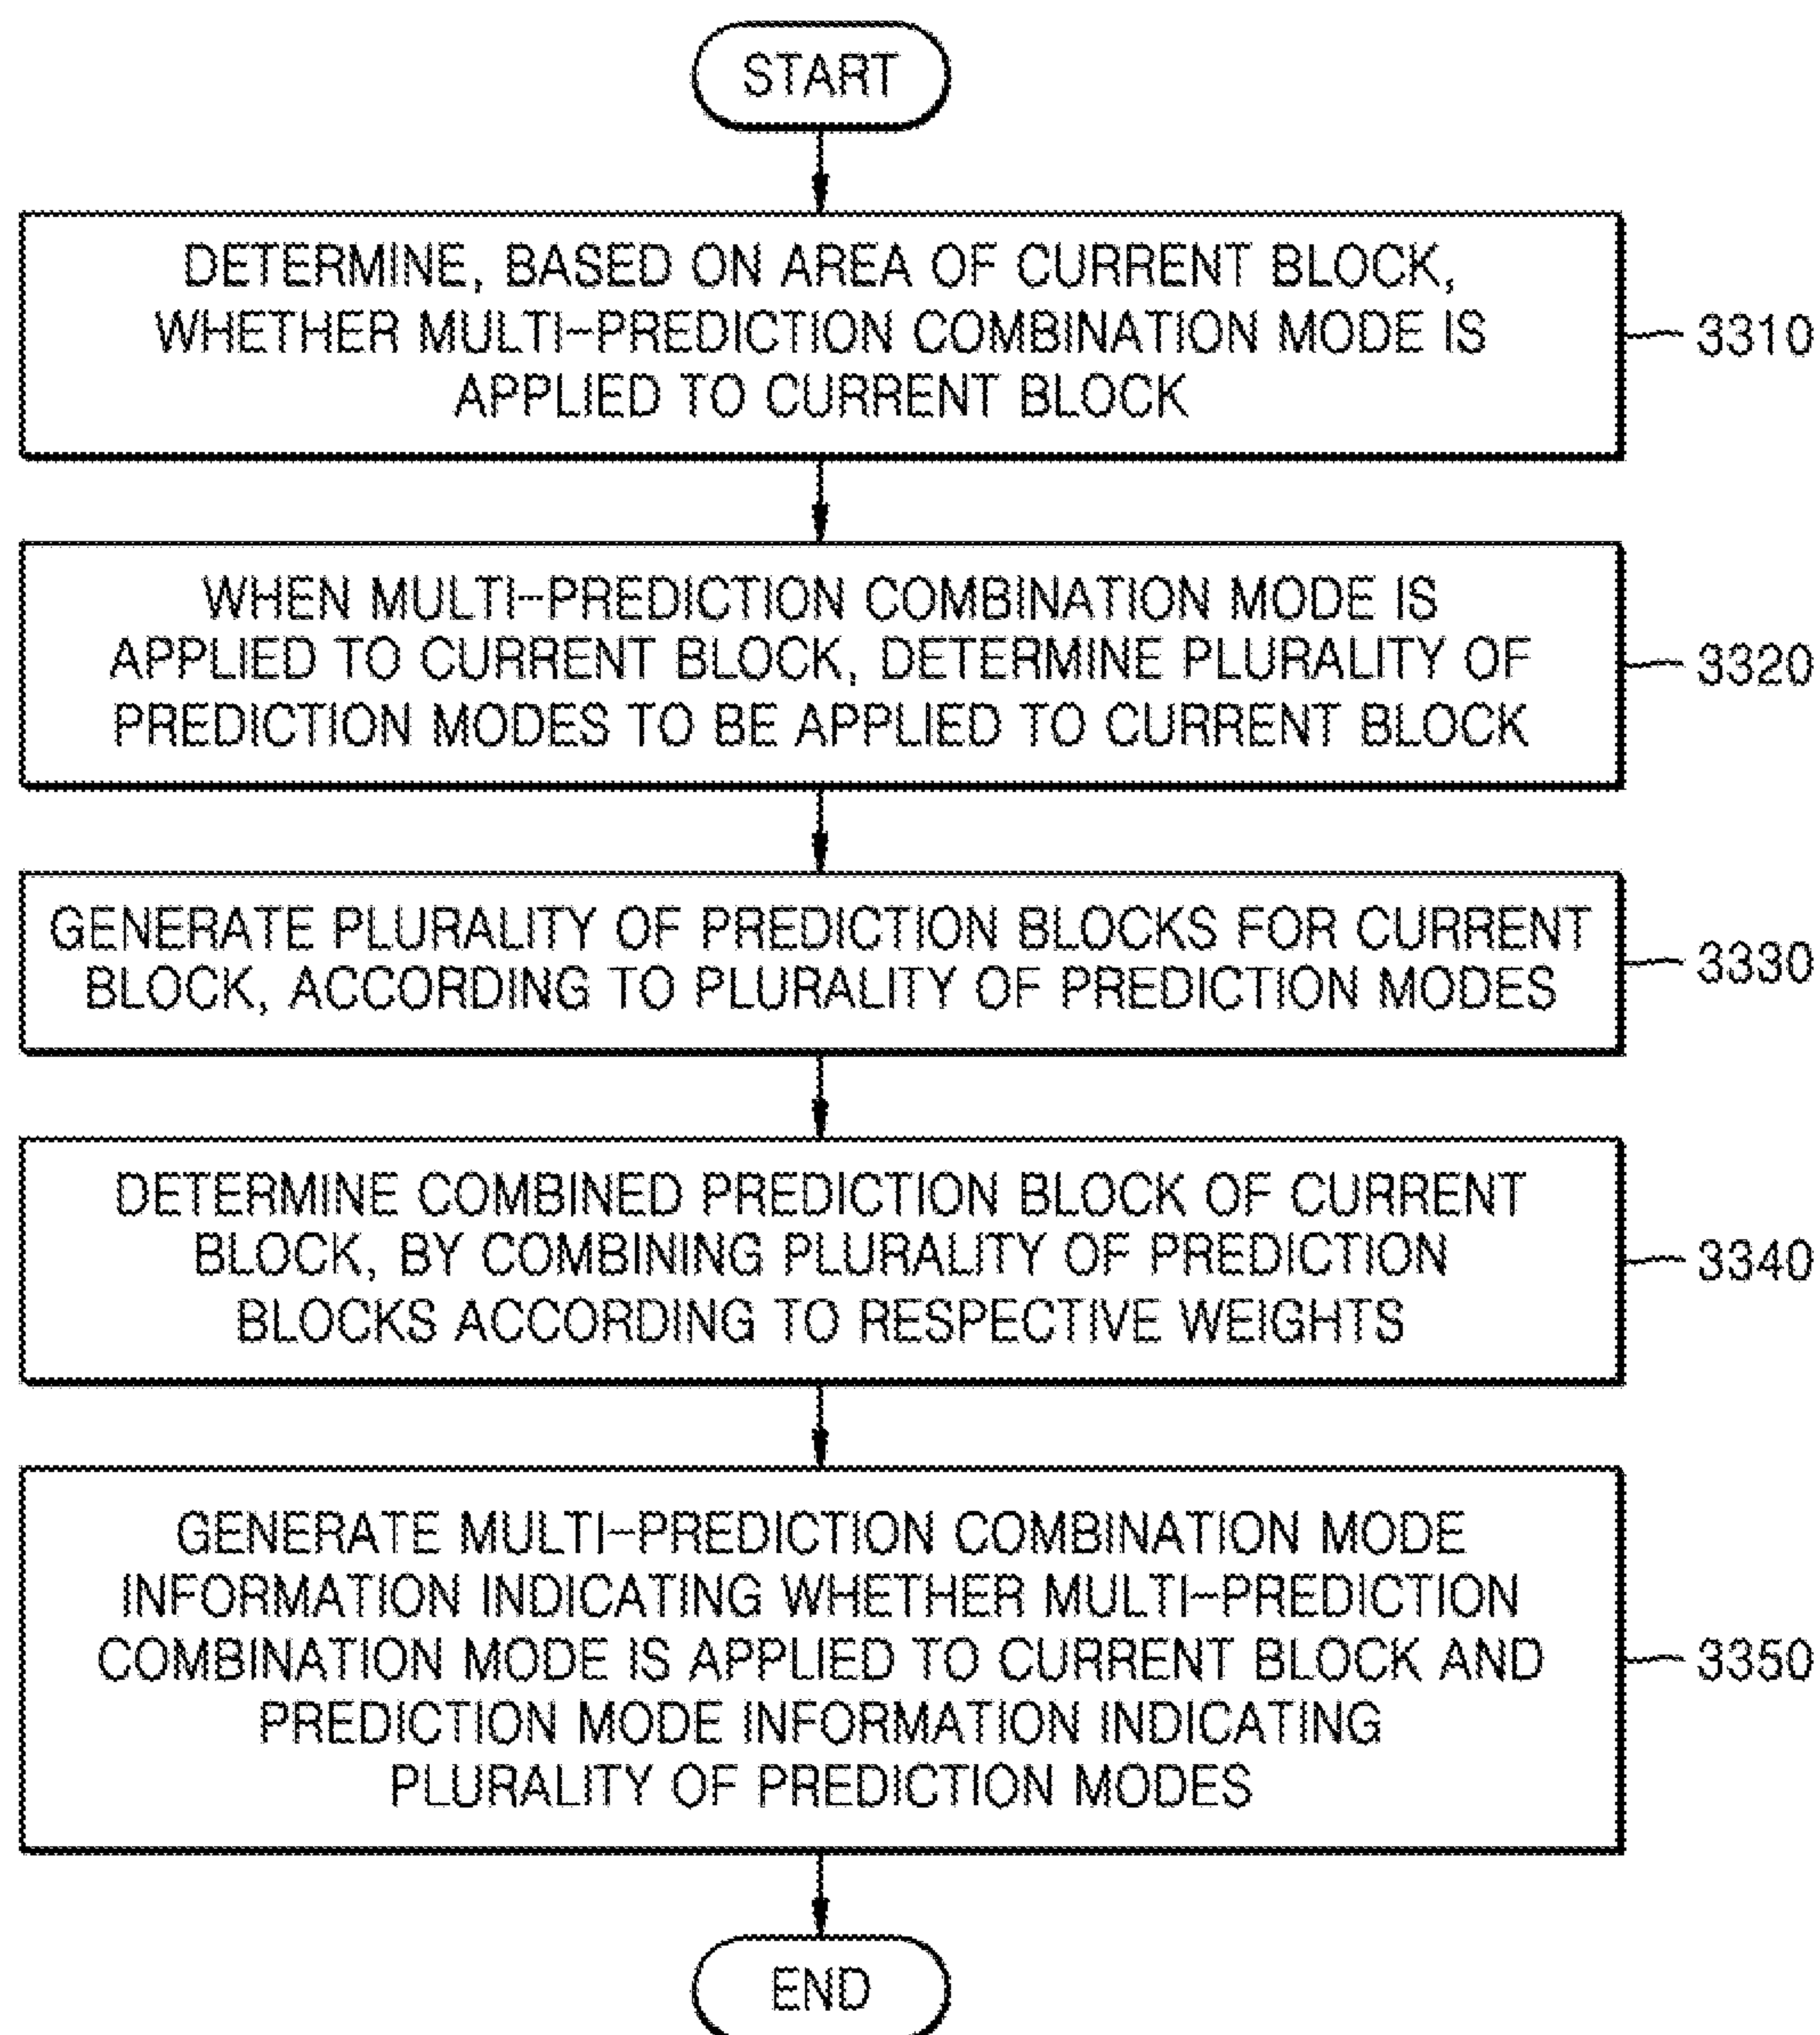 START
DETERMINE, BASED ON AREA OF CURRENT BLOCK,
WHETHER MULTI-PREDICTION COMBINATION MODE IS
APPLIED TO CURRENT BLOCK
3310
WHEN MULTI-PREDICTION COMBINATION MODE IS
APPLIED TO CURRENT BLOCK, DETERMINE PLURALITY OF
PREDICTION MODES TO BE APPLIED TO CURRENT BLOCK
3320
GENERATE PLURALITY OF PREDICTION BLOCKS FOR CURRENT
BLOCK, ACCORDING TO PLURALITY OF PREDICTION MODES
3330
DETERMINE COMBINED PREDICTION BLOCK OF CURRENT
BLOCK, BY COMBINING PLURALITY OF PREDICTION
BLOCKS ACCORDING TO RESPECTIVE WEIGHTS
3340
GENERATE MULTI-PREDICTION COMBINATION MODE
INFORMATION INDICATING WHETHER MULTI-PREDICTION
COMBINATION MODE IS APPLIED TO CURRENT BLOCK AND
PREDICTION MODE INFORMATION INDICATING
PLURALITY OF PREDICTION MODES
3350
END